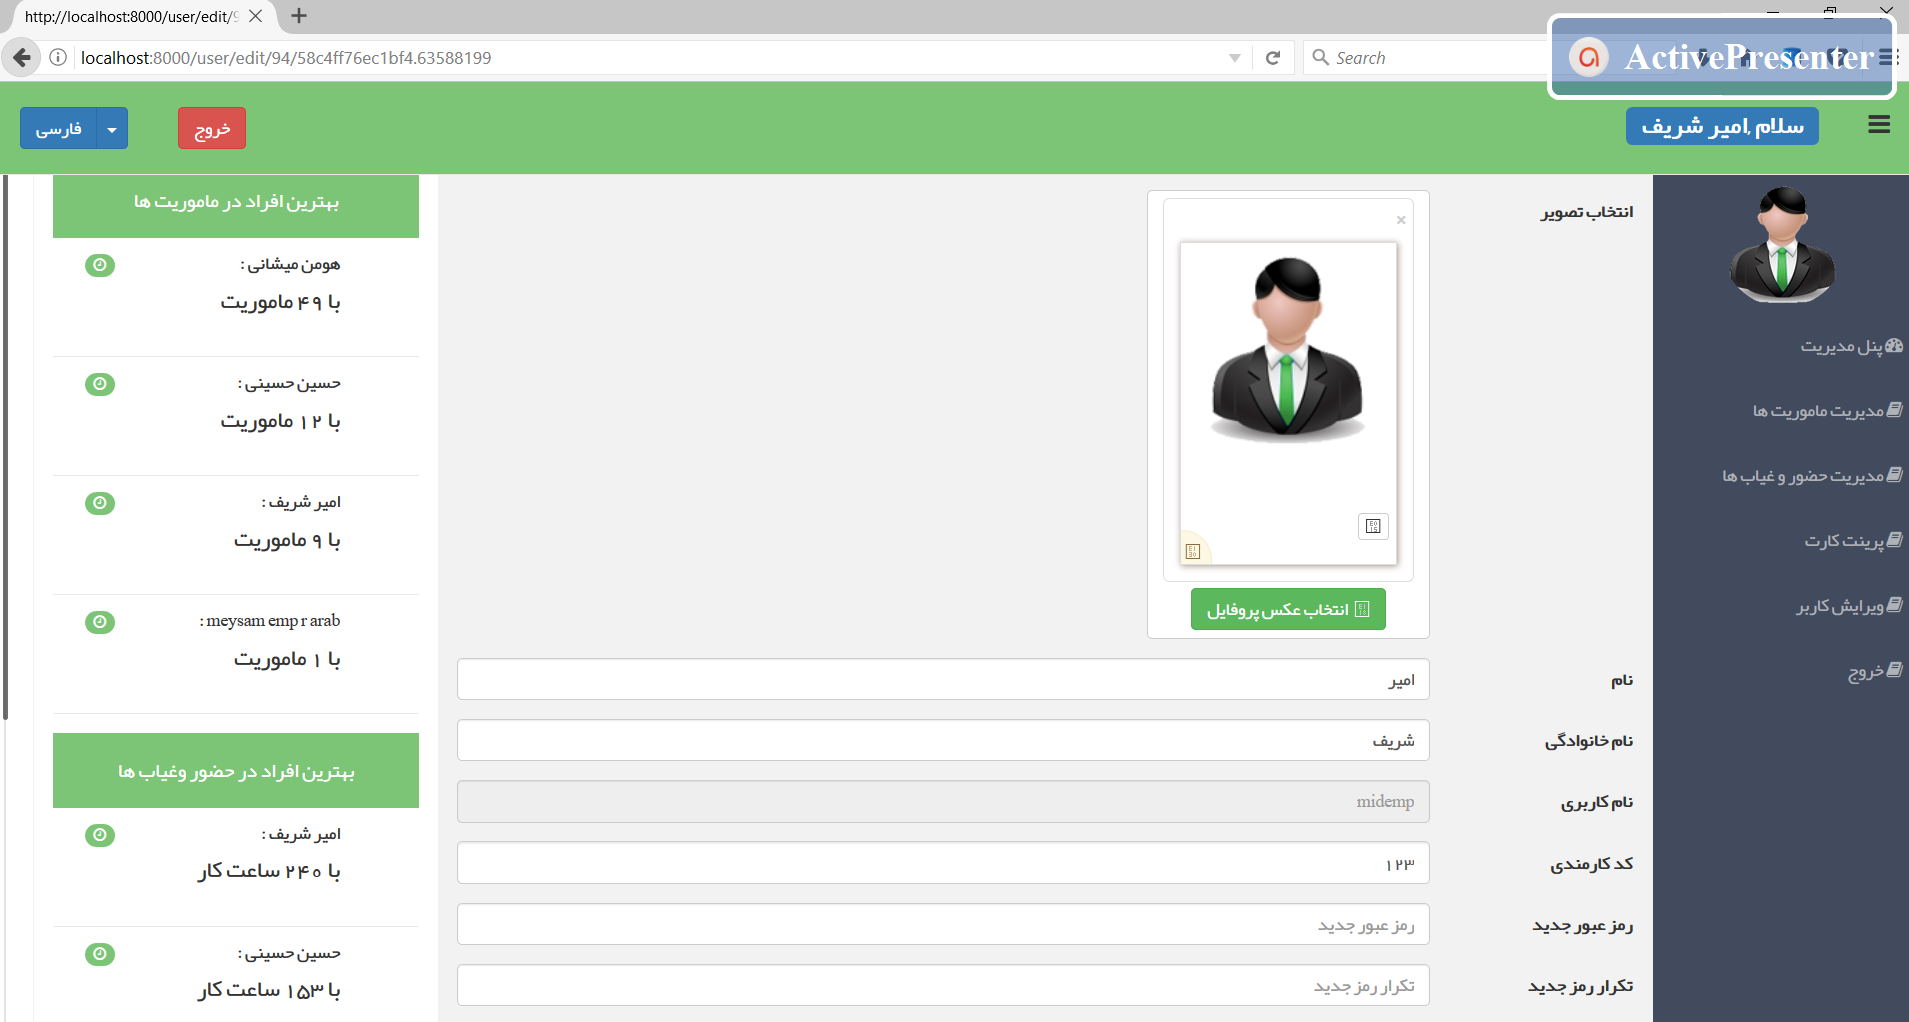 http://localhost:8000/user/edit/9
localhost:8000/user/edit/94/58c4ff76ec1bf4.63588199
Search
ActivePresenter
سلام ,امیر شریف
خروج
فارسی
پنل مدیریت
مدیریت ماموریت ها
مدیریت حضور و غیاب ها
پرینت کارت
ویرایش کاربر
خروج
انتخاب تصویر
×
انتخاب عکس پروفایل
نام
امیر
نام خانوادگی
شریف
نام کاربری
midemp
کد کارمندی
۱۲۳
رمز عبور جدید
رمز عبور جدید
تکرار رمز جدید
تکرار رمز جدید
بهترین افراد در ماموریت ها
هومن میشانی :
با ۴۹ ماموریت
حسین حسینی :
با ۱۲ ماموریت
امیر شریف :
با ۹ ماموریت
meysam emp r arab :
با ۱ ماموریت
بهترین افراد در حضور وغیاب ها
امیر شریف :
با ۲۴۰ ساعت کار
حسین حسینی :
با ۱۵۳ ساعت کار